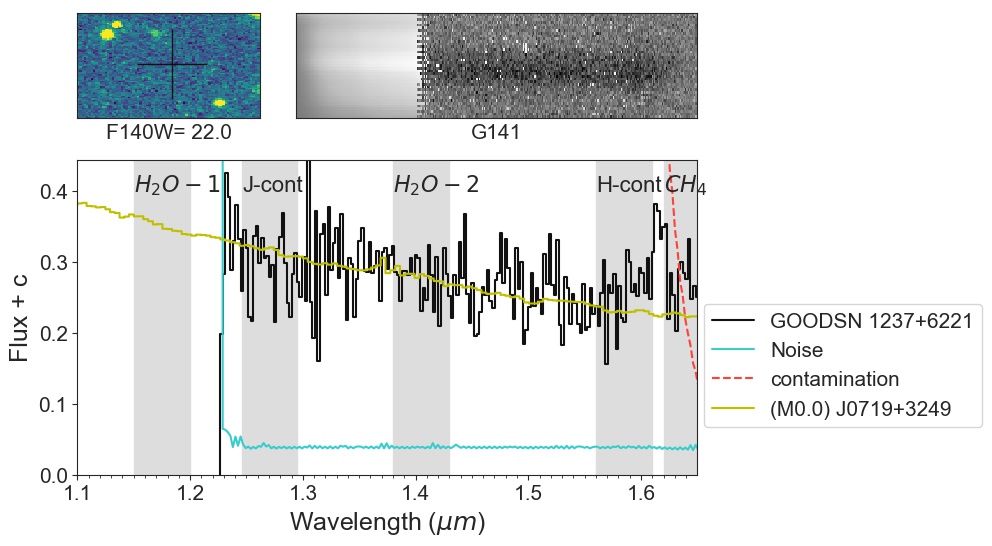 F140W= 22.0
G141
H₂O − 1
J-cont
H₂O − 2
H-cont
CH₄
0.4
0.3
0.2
0.1
0.0
Flux + c
1.1
1.2
1.3
1.4
1.5
1.6
Wavelength (μm)
GOODSN 1237+6221
Noise
contamination
(M0.0) J0719+3249